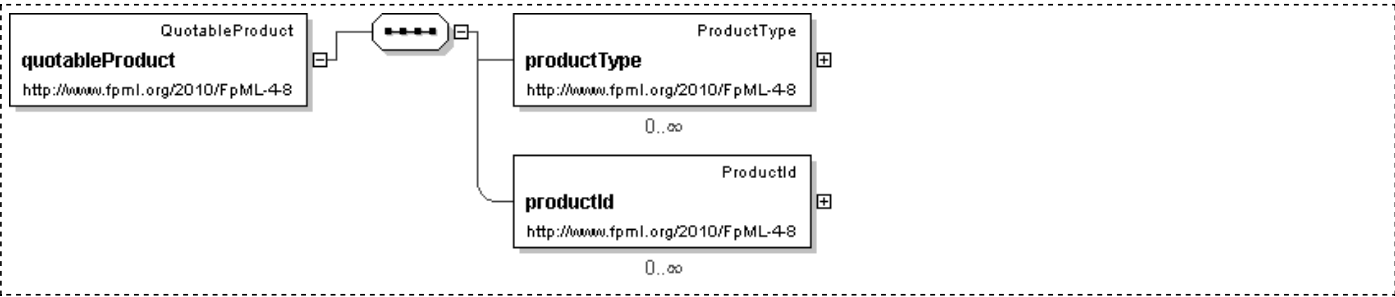 QuotableProduct
quotableProduct
http://www.fpml.org/2010/FpML-4-8
ProductType
productType
http://www.fpml.org/2010/FpML-4-8
0..∞
ProductId
productId
http://www.fpml.org/2010/FpML-4-8
0..∞